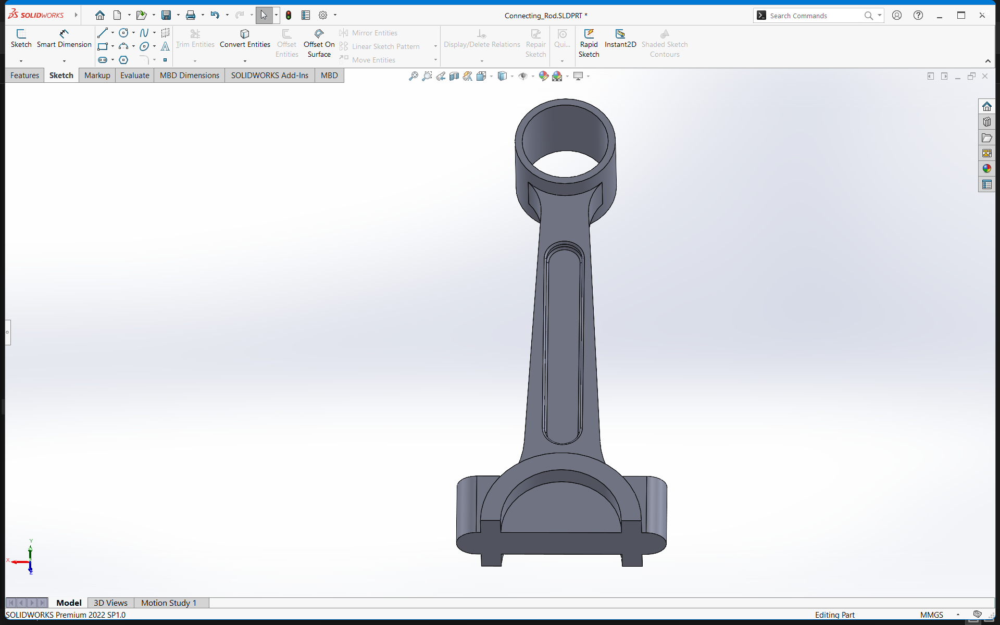 SOLIDWORKS
Connecting_Rod.SLDPRT *
Search Commands
Sketch
Smart Dimension
Trim Entities
Convert Entities
Offset Entities
Offset On Surface
Mirror Entities
Linear Sketch Pattern
Move Entities
Display/Delete Relations
Repair Sketch
Qui...
Rapid Sketch
Instant2D
Shaded Sketch Contours
Features
Sketch
Markup
Evaluate
MBD Dimensions
SOLIDWORKS Add-Ins
MBD
Y
X
Z
Model
3D Views
Motion Study 1
SOLIDWORKS Premium 2022 SP1.0
Editing Part
MMGS